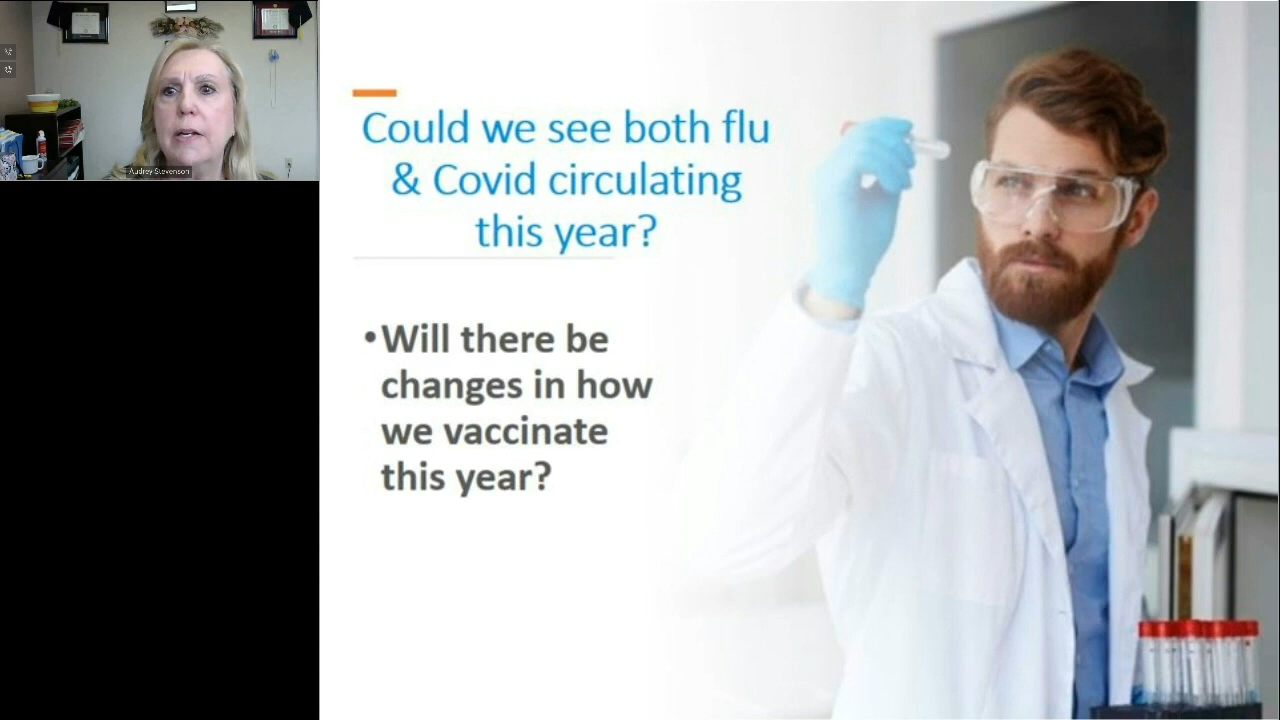 Audrey Stevenson
Could we see both flu
& Covid circulating
this year?
•Will there be
changes in how
we vaccinate
this year?